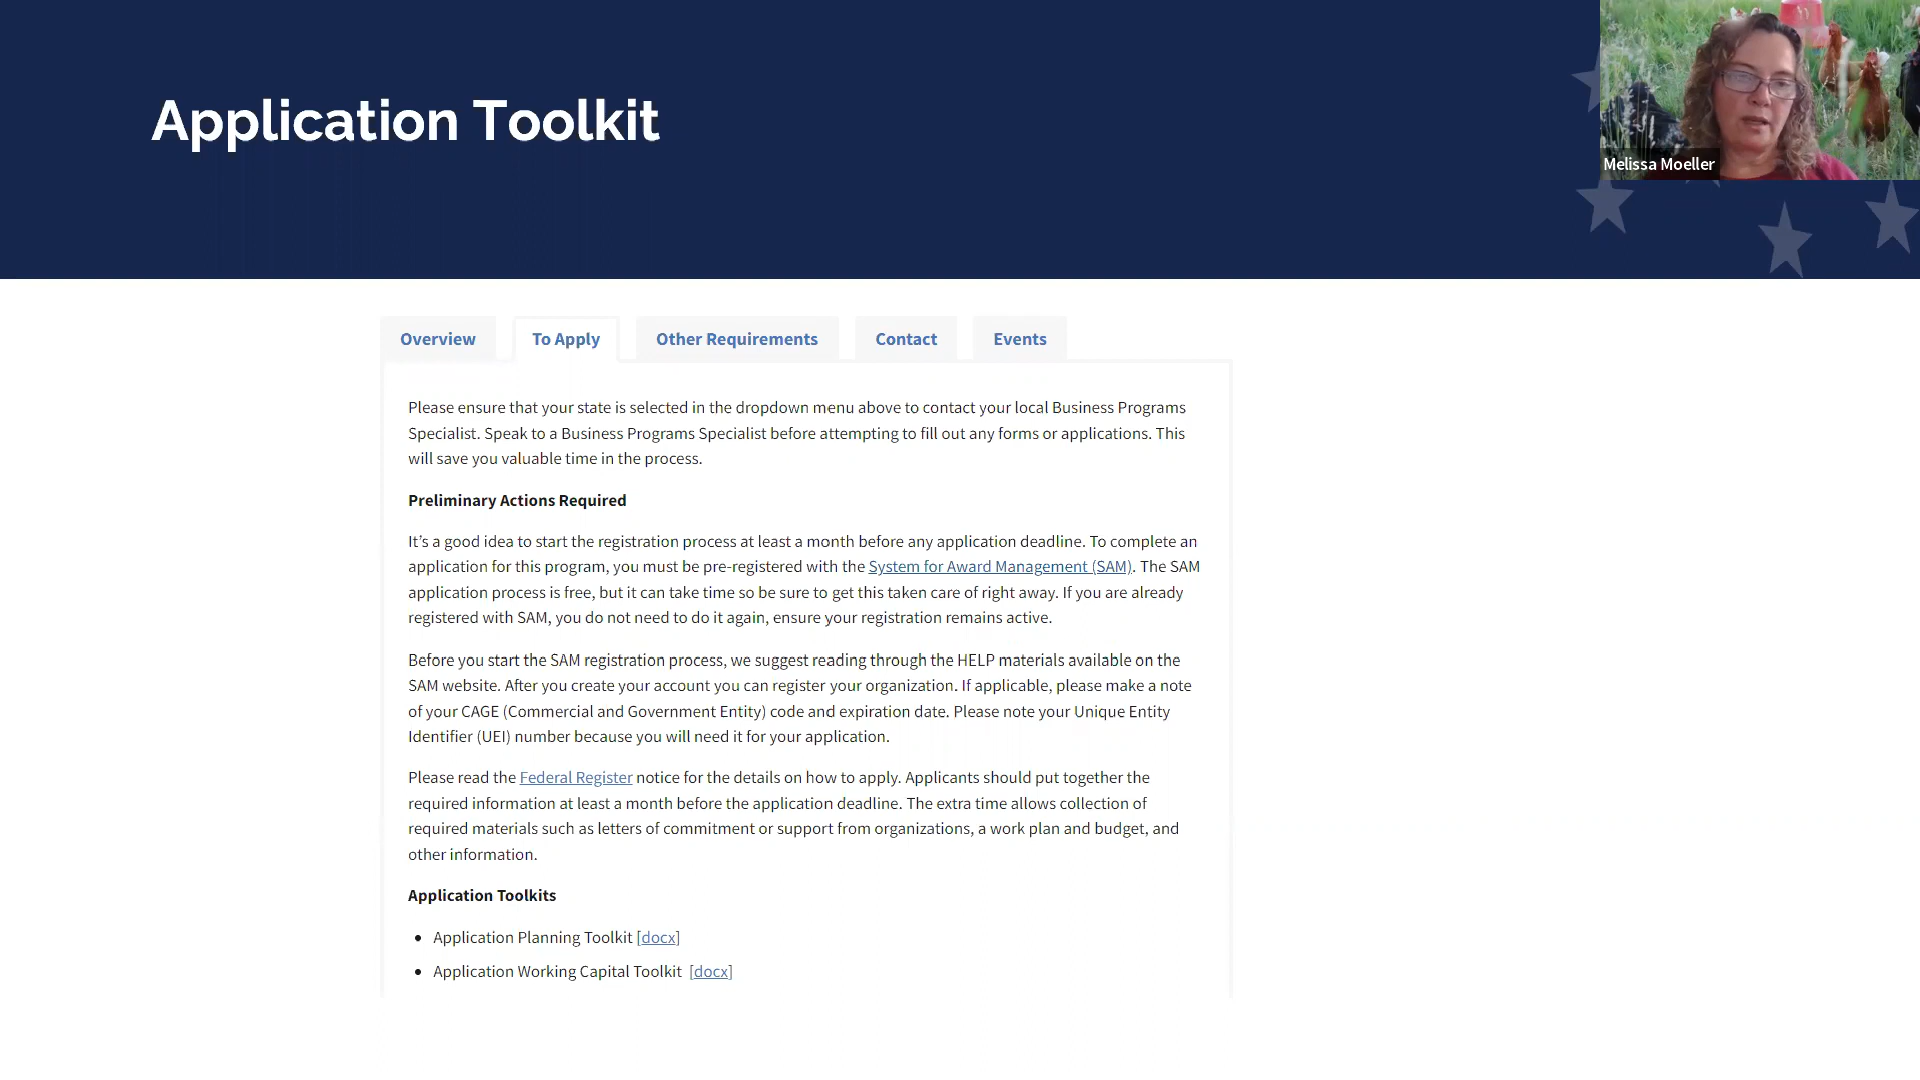 Application Toolkit
Melissa Moeller
Overview
To Apply
Other Requirements
Contact
Events
Please ensure that your state is selected in the dropdown menu above to contact your local Business Programs
Specialist. Speak to a Business Programs Specialist before attempting to fill out any forms or applications. This
will save you valuable time in the process.
Preliminary Actions Required
It's a good idea to start the registration process at least a month before any application deadline. To complete an
application for this program, you must be pre-registered with the System for Award Management (SAM). The SAM
application process is free, but it can take time so be sure to get this taken care of right away. If you are already
registered with SAM, you do not need to do it again, ensure your registration remains active.
Before you start the SAM registration process, we suggest reading through the HELP materials available on the
SAM website. After you create your account you can register your organization. If applicable, please make a note
of your CAGE (Commercial and Government Entity) code and expiration date. Please note your Unique Entity
Identifier (UEI) number because you will need it for your application.
Please read the Federal Register notice for the details on how to apply. Applicants should put together the
required information at least a month before the application deadline. The extra time allows collection of
required materials such as letters of commitment or support from organizations, a work plan and budget, and
other information.
Application Toolkits
• Application Planning Toolkit [docx]
• Application Working Capital Toolkit [docx]